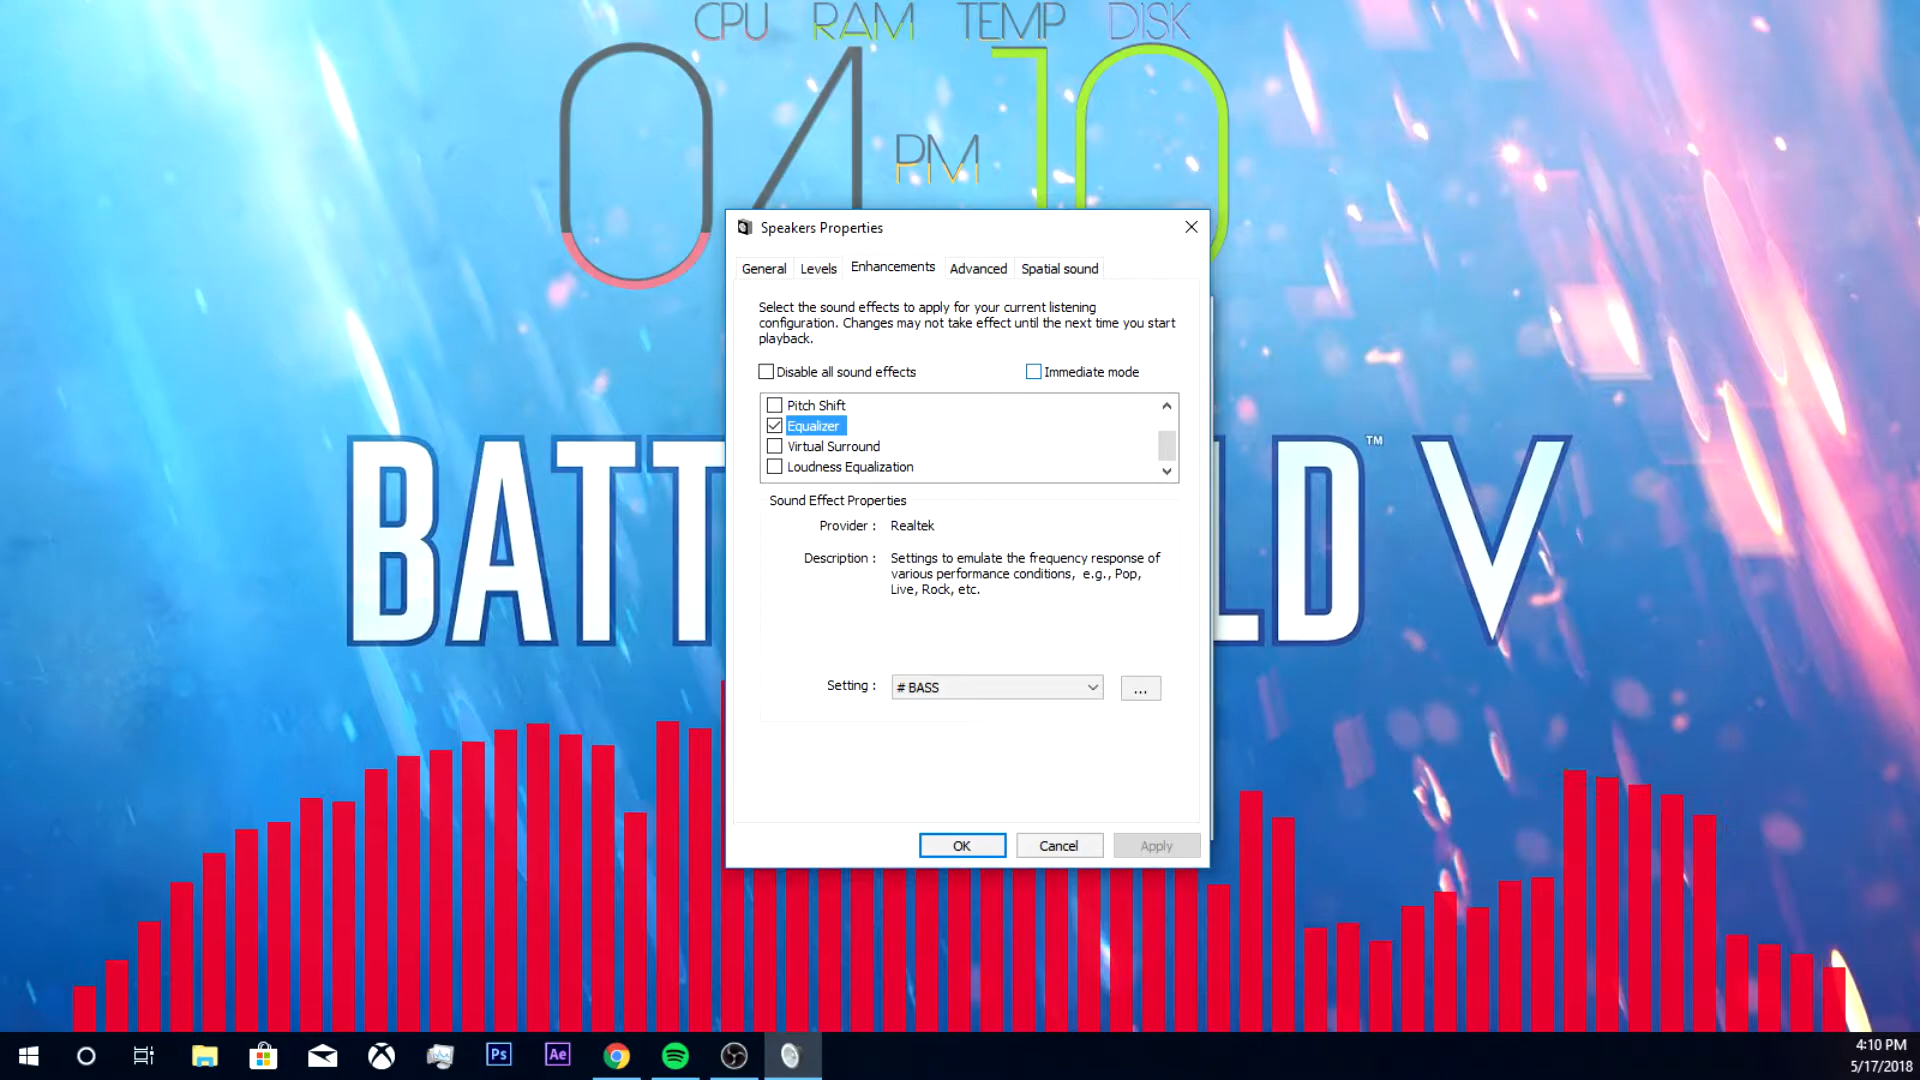 CPU RAM TEMP DISK
04 PM 10
Speakers Properties
General Levels Enhancements Advanced Spatial sound
Select the sound effects to apply for your current listening
configuration. Changes may not take effect until the next time you start
playback.
Disable all sound effects Immediate mode
Pitch Shift
Equalizer
Virtual Surround
Loudness Equalization
Sound Effect Properties
Provider : Realtek
Description : Settings to emulate the frequency response of
various performance conditions, e.g., Pop,
Live, Rock, etc.
Setting : # BASS ...
OK Cancel Apply
BATT LD V ™
Ps Ae
4:10 PM
5/17/2018